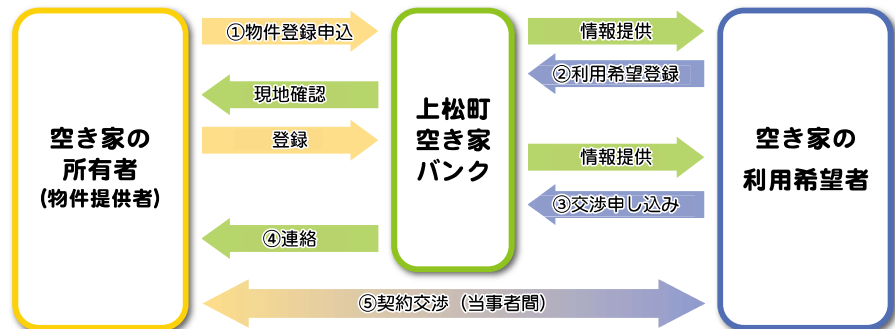 空き家の
所有者
(物件提供者)
①物件登録申込
現地確認
登録
④連絡
上松町
空き家
バンク
情報提供
②利用希望登録
情報提供
③交渉申し込み
空き家の
利用希望者
⑤契約交渉（当事者間）